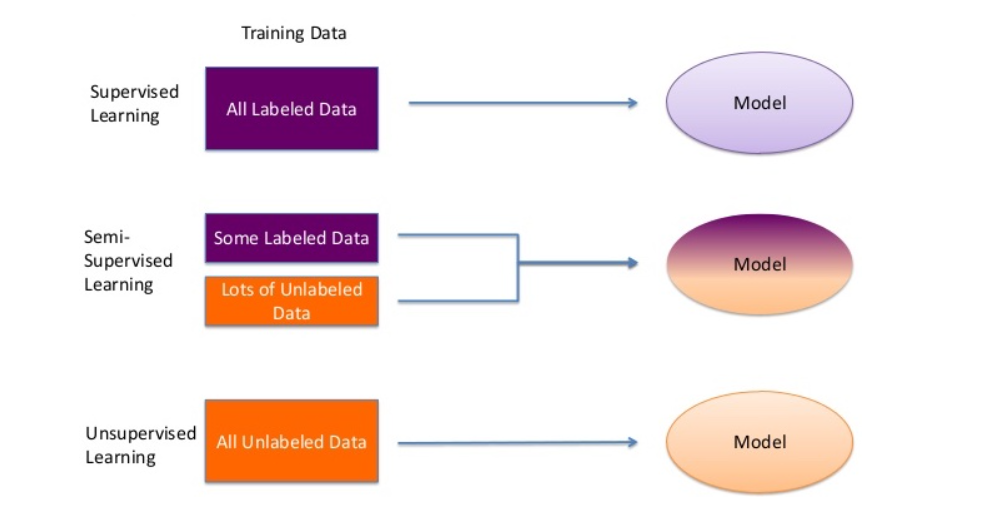 Training Data
Supervised
Learning
All Labeled Data
Model
Semi-
Supervised
Learning
Some Labeled Data
Lots of Unlabeled
Data
Model
Unsupervised
Learning
All Unlabeled Data
Model